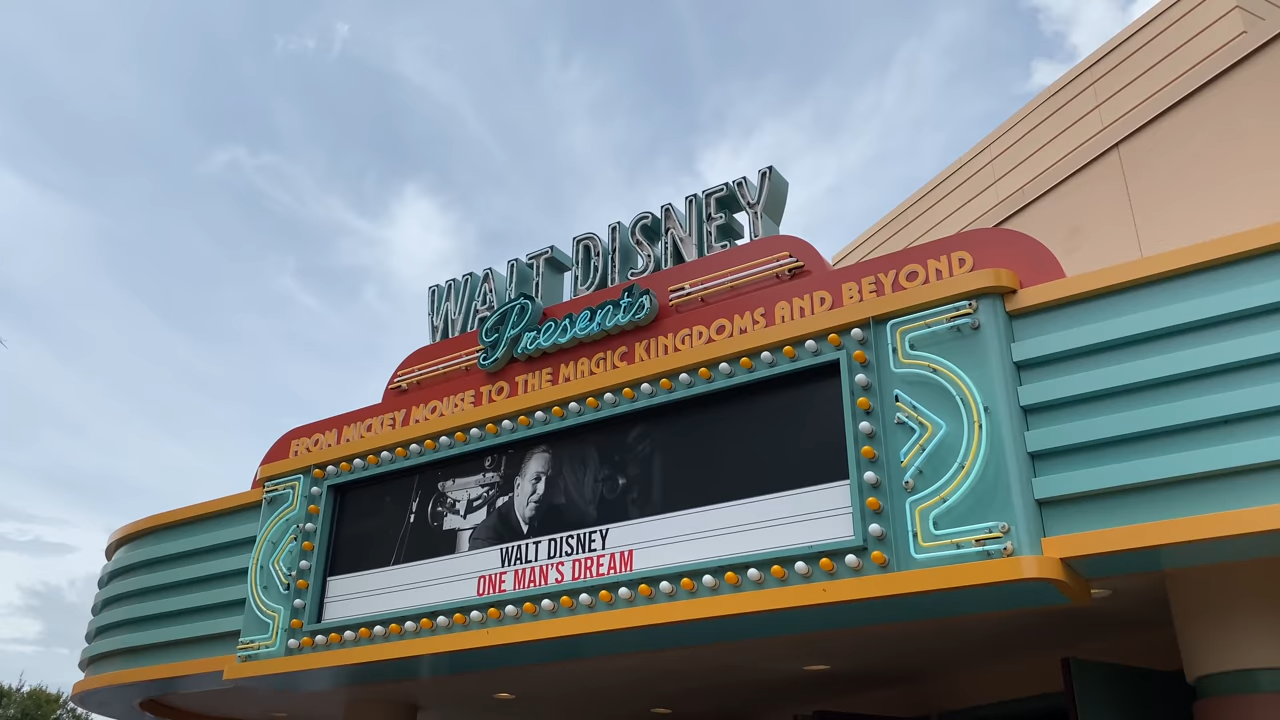 WALT DISNEY
Presents
FROM MICKEY MOUSE TO THE MAGIC KINGDOMS AND BEYOND
WALT DISNEY
ONE MAN'S DREAM